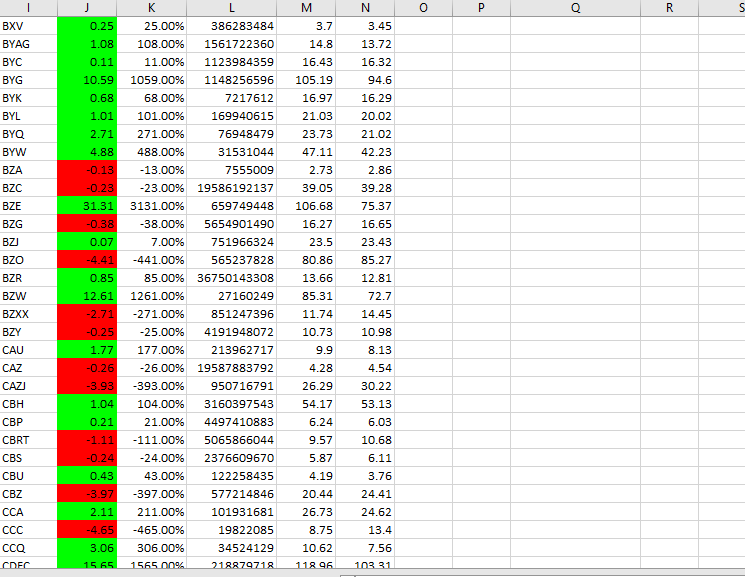 I J K L M N O P Q R S
BXV 0.25 25.00% 386283484 3.7 3.45
BYAG 1.08 108.00% 1561722360 14.8 13.72
BYC 0.11 11.00% 1123984359 16.43 16.32
BYG 10.59 1059.00% 1148256596 105.19 94.6
BYK 0.68 68.00% 7217612 16.97 16.29
BYL 1.01 101.00% 169940615 21.03 20.02
BYQ 2.71 271.00% 76948479 23.73 21.02
BYW 4.88 488.00% 31531044 47.11 42.23
BZA -0.13 -13.00% 7555009 2.73 2.86
BZC -0.23 -23.00% 19586192137 39.05 39.28
BZE 31.31 3131.00% 659749448 106.68 75.37
BZG -0.38 -38.00% 5654901490 16.27 16.65
BZJ 0.07 7.00% 751966324 23.5 23.43
BZO -4.41 -441.00% 565237828 80.86 85.27
BZR 0.85 85.00% 36750143308 13.66 12.81
BZW 12.61 1261.00% 27160249 85.31 72.7
BZXX -2.71 -271.00% 851247396 11.74 14.45
BZY -0.25 -25.00% 4191948072 10.73 10.98
CAU 1.77 177.00% 213962717 9.9 8.13
CAZ -0.26 -26.00% 19587883792 4.28 4.54
CAZJ -3.93 -393.00% 950716791 26.29 30.22
CBH 1.04 104.00% 3160397543 54.17 53.13
CBP 0.21 21.00% 4497410883 6.24 6.03
CBRT -1.11 -111.00% 5065866044 9.57 10.68
CBS -0.24 -24.00% 2376609670 5.87 6.11
CBU 0.43 43.00% 122258435 4.19 3.76
CBZ -3.97 -397.00% 577214846 20.44 24.41
CCA 2.11 211.00% 101931681 26.73 24.62
CCC -4.65 -465.00% 19822085 8.75 13.4
CCQ 3.06 306.00% 34524129 10.62 7.56
15.65 1565.00% 218879718 118.96 103.31